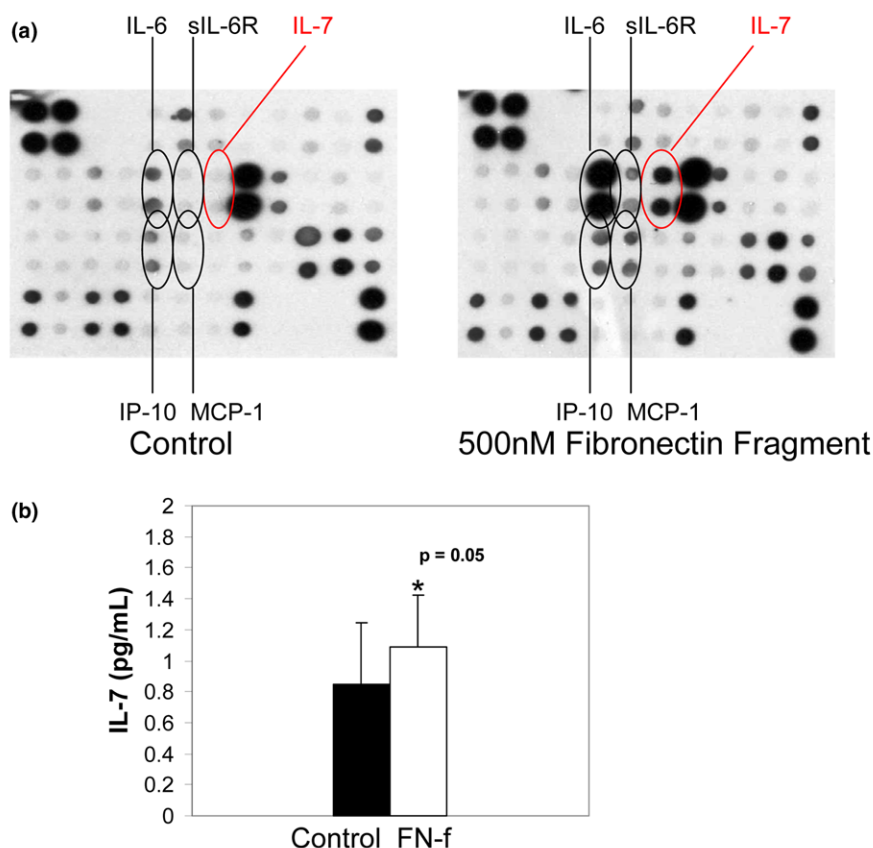 (a)
IL-6 sIL-6R IL-7
IL-6 sIL-6R IL-7
IP-10 MCP-1
IP-10 MCP-1
Control
500nM Fibronectin Fragment
(b)
2
1.8
1.6
1.4
1.2
1
0.8
0.6
0.4
0.2
0
IL-7 (pg/mL)
p = 0.05
*
Control FN-f